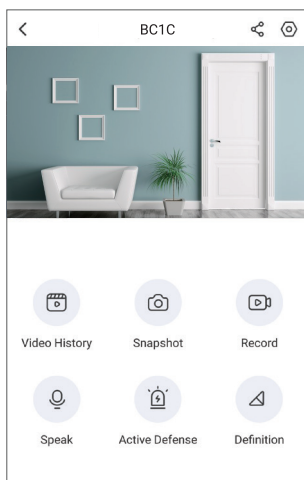 BC1C
Video History
Snapshot
Record
Speak
Active Defense
Definition